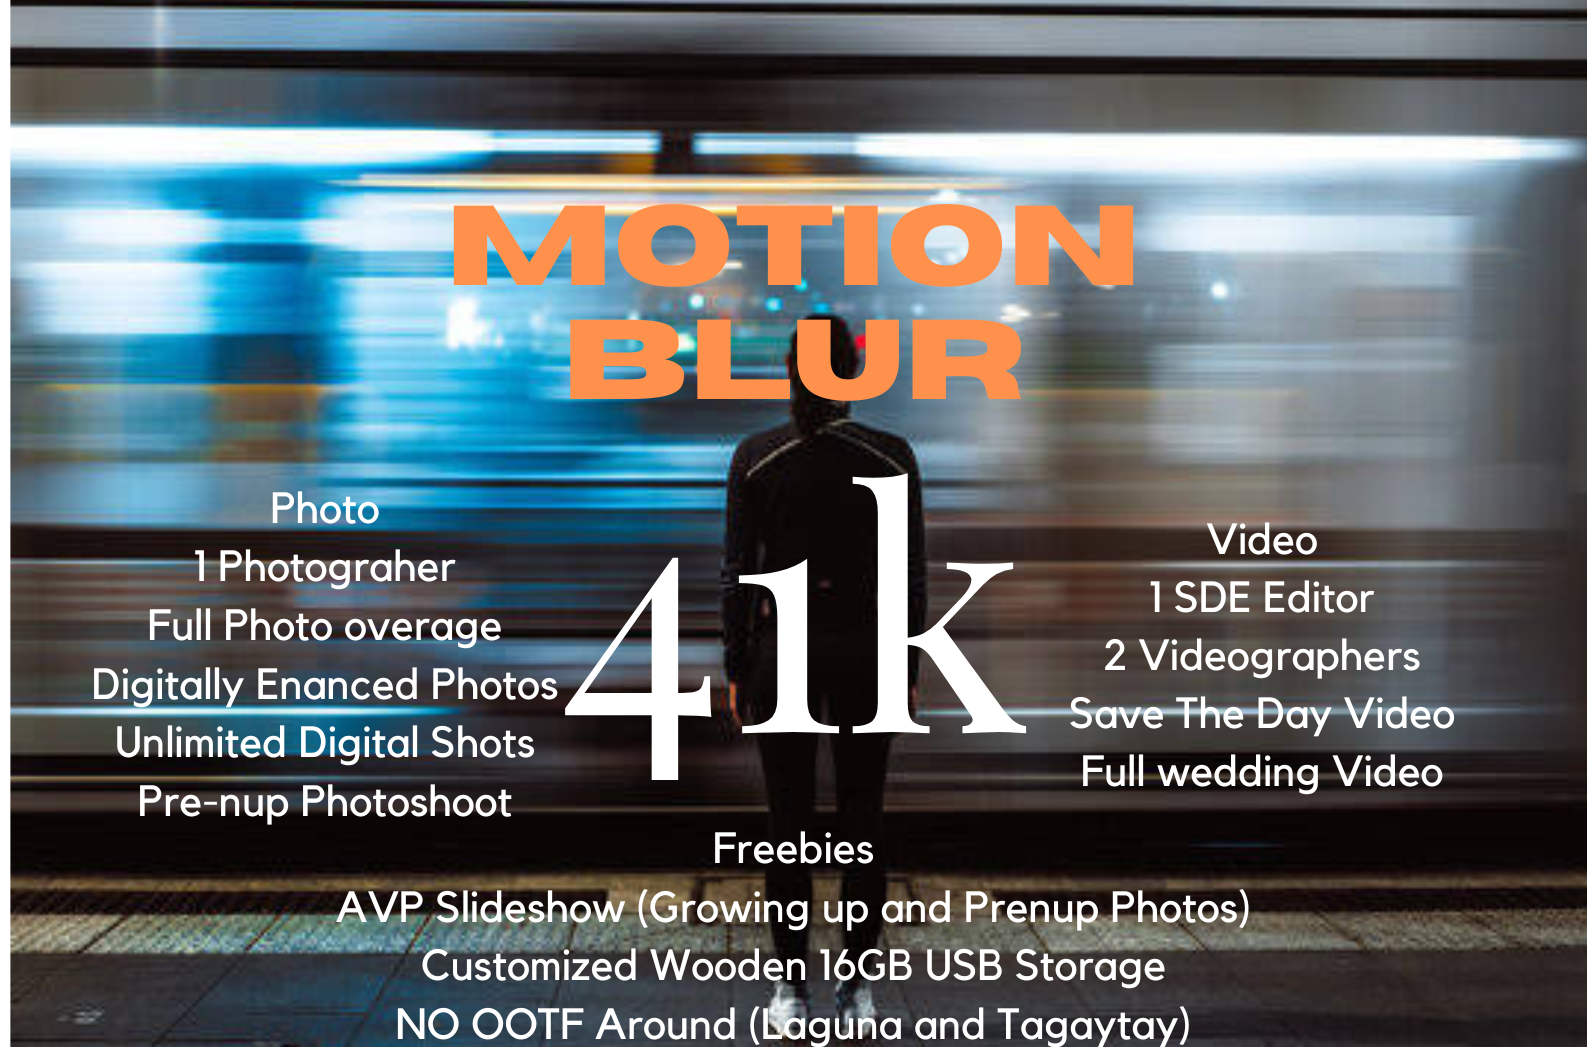 MOTION
BLUR
41k
Photo
1 Photograher
Full Photo overage
Digitally Enanced Photos
Unlimited Digital Shots
Pre-nup Photoshoot
Video
1 SDE Editor
2 Videographers
Save The Day Video
Full wedding Video
Freebies
AVP Slideshow (Growing up and Prenup Photos)
Customized Wooden 16GB USB Storage
NO OOTF Around (Laguna and Tagaytay)